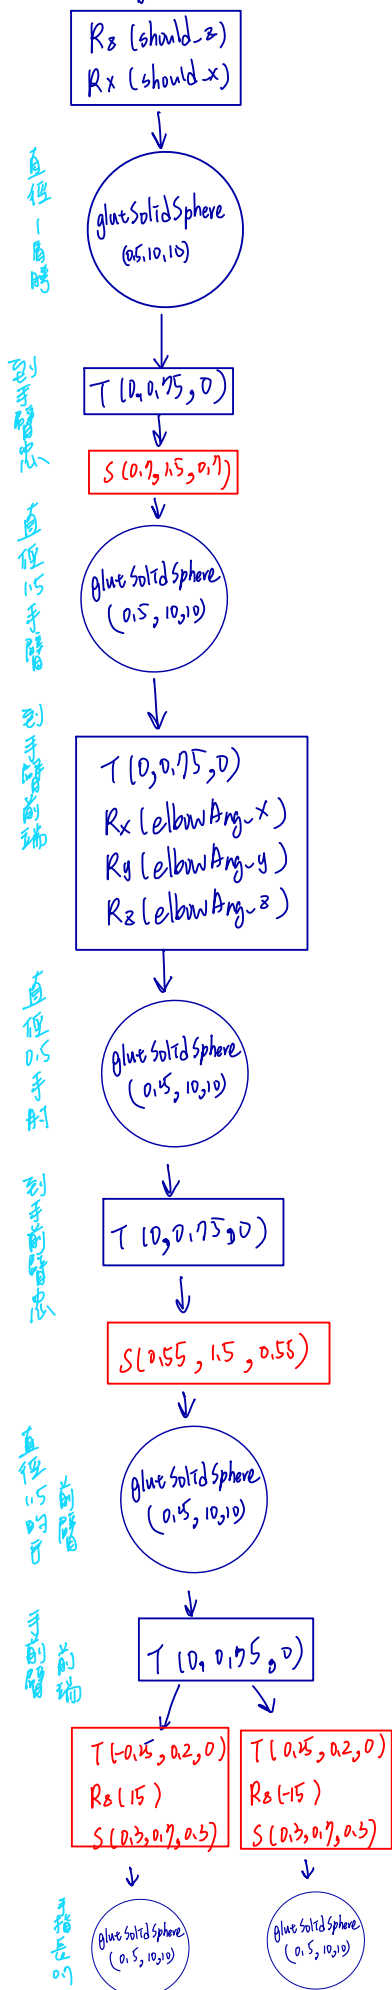 Rz (should_z)
Rx (should_x)
直徑1肩膀
glutSolidSphere
(0.5,10,10)
T (0,0.75,0)
到手臂中心
S (0.7,1.5,0.7)
glutSolidSphere
(0.5,10,10)
直徑1.5手臂
到手臂前端
T (0,0.75,0)
Rx (elbowAng_x)
Ry (elbowAng_y)
Rz (elbowAng_z)
直徑0.5手肘
glutSolidSphere
(0.25,10,10)
到手前臂中心
T (0,0.75,0)
S(0.55,1.5,0.55)
直徑1.5的手
前臂
glutSolidSphere
(0.5,10,10)
手前臂
前端
T (0,0.75,0)
T(-0.25,0.2,0)
Rz(15)
S(0.3,0.7,0.3)
T(0.25,0.2,0)
Rz(-15)
S(0.3,0.7,0.3)
手指長0.7
glutSolidSphere
(0.5,10,10)
glutSolidSphere
(0.5,10,10)